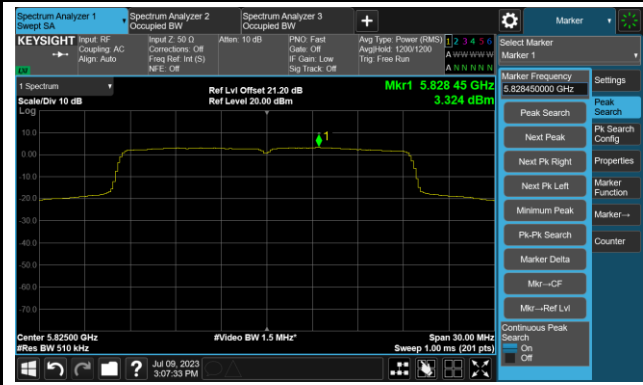 Spectrum Analyzer 1
Swept SA
Spectrum Analyzer 2
Occupied BW
Spectrum Analyzer 3
Occupied BW
+
Marker
KEYSIGHT
Input: RF
Coupling: AC
Align: Auto
Input Z: 50 Ω
Corrections: Off
Freq Ref: Int (S)
NFE: Off
Atten: 10 dB
PNO: Fast
Gate: Off
IF Gain: Low
Sig Track: Off
Avg Type: Power (RMS)
Avg|Hold: 1200/1200
Trig: Free Run
1 2 3 4 5 6
A W W W W W
A N N N N N
Select Marker
Marker 1
1 Spectrum
Scale/Div 10 dB
Log
Ref Lvl Offset 21.20 dB
Ref Level 20.00 dBm
Mkr1 5.828 45 GHz
3.324 dBm
10.0
0.00
-10.0
-20.0
-30.0
-40.0
-50.0
-60.0
-70.0
1
Center 5.82500 GHz
#Res BW 510 kHz
#Video BW 1.5 MHz*
Span 30.00 MHz
Sweep 1.00 ms (201 pts)
Marker Frequency
5.828450000 GHz
Peak Search
Next Peak
Next Pk Right
Next Pk Left
Minimum Peak
Pk-Pk Search
Marker Delta
Mkr→CF
Mkr→Ref Lvl
Continuous Peak
Search
On
Off
Settings
Peak
Search
Pk Search
Config
Properties
Marker
Function
Marker→
Counter
?
Jul 09, 2023
3:07:33 PM